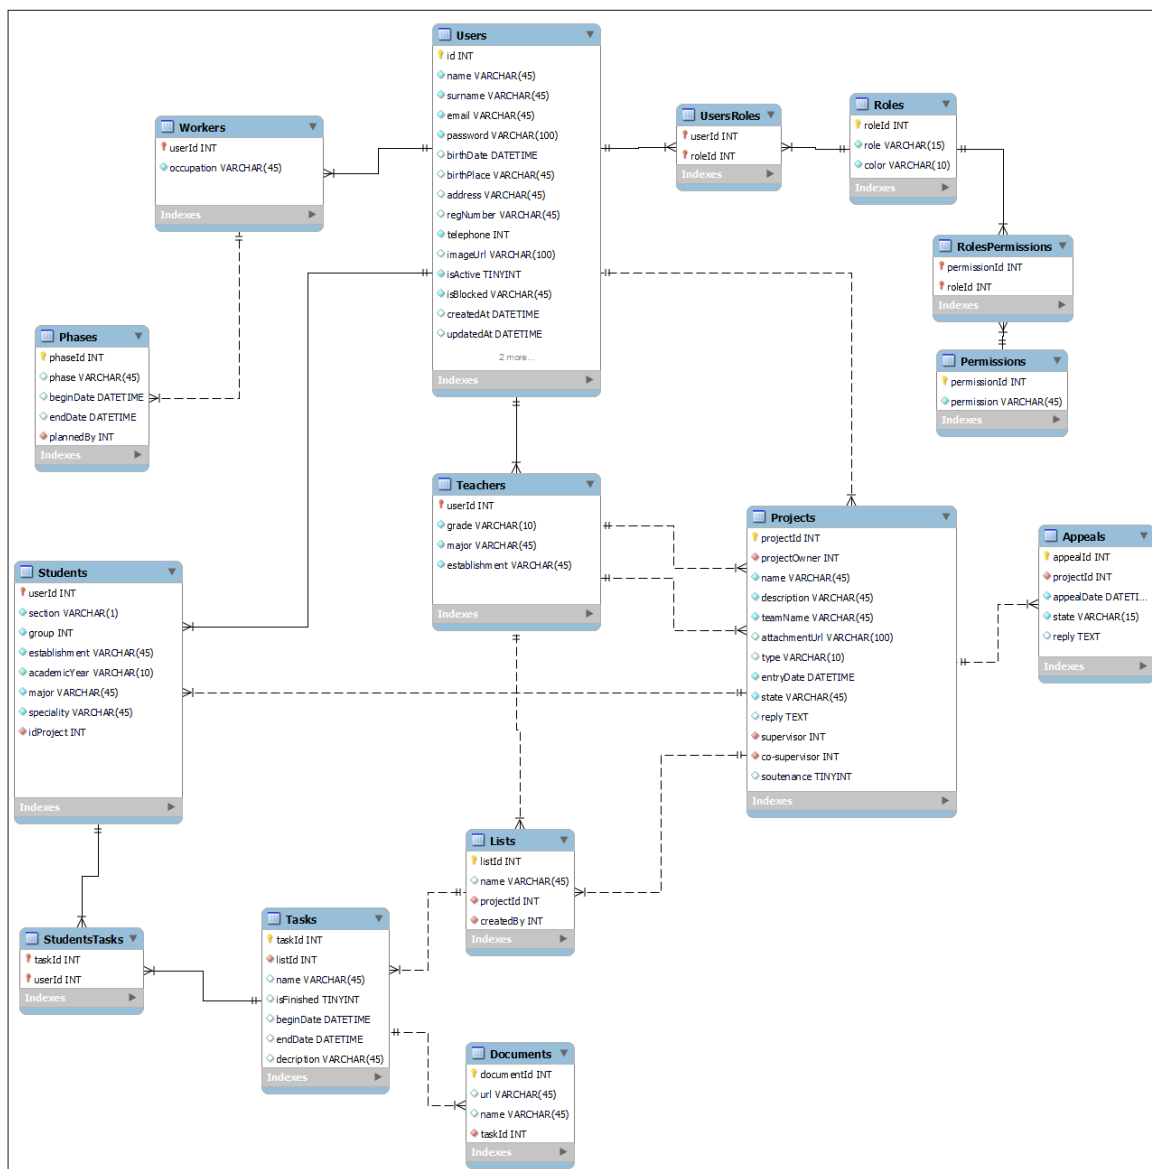 Users
id INT
name VARCHAR(45)
surname VARCHAR(45)
email VARCHAR(45)
password VARCHAR(100)
birthDate DATETIME
birthPlace VARCHAR(45)
address VARCHAR(45)
regNumber VARCHAR(45)
telephone INT
imageUrl VARCHAR(100)
isActive TINYINT
isBlocked VARCHAR(45)
createdAt DATETIME
updatedAt DATETIME
2 more...
Indexes
Workers
userId INT
occupation VARCHAR(45)
Indexes
UsersRoles
userId INT
roleId INT
Indexes
Roles
roleId INT
role VARCHAR(15)
color VARCHAR(10)
Indexes
RolesPermissions
permissionId INT
roleId INT
Indexes
Permissions
permissionId INT
permission VARCHAR(45)
Indexes
Phases
phaseId INT
phase VARCHAR(45)
beginDate DATETIME
endDate DATETIME
plannedBy INT
Indexes
Teachers
userId INT
grade VARCHAR(10)
major VARCHAR(45)
establishment VARCHAR(45)
Indexes
Projects
projectId INT
projectOwner INT
name VARCHAR(45)
description VARCHAR(45)
teamName VARCHAR(45)
attachmentUrl VARCHAR(100)
type VARCHAR(10)
entryDate DATETIME
state VARCHAR(45)
reply TEXT
supervisor INT
co-supervisor INT
soutenance TINYINT
Indexes
Appeals
appealId INT
projectId INT
appealDate DATETI...
state VARCHAR(15)
reply TEXT
Indexes
Students
userId INT
section VARCHAR(1)
group INT
establishment VARCHAR(45)
academicYear VARCHAR(10)
major VARCHAR(45)
speciality VARCHAR(45)
idProject INT
Indexes
Lists
listId INT
name VARCHAR(45)
projectId INT
createdBy INT
Indexes
StudentsTasks
taskId INT
userId INT
Indexes
Tasks
taskId INT
listId INT
name VARCHAR(45)
isFinished TINYINT
beginDate DATETIME
endDate DATETIME
decription VARCHAR(45)
Indexes
Documents
documentId INT
url VARCHAR(45)
name VARCHAR(45)
taskId INT
Indexes